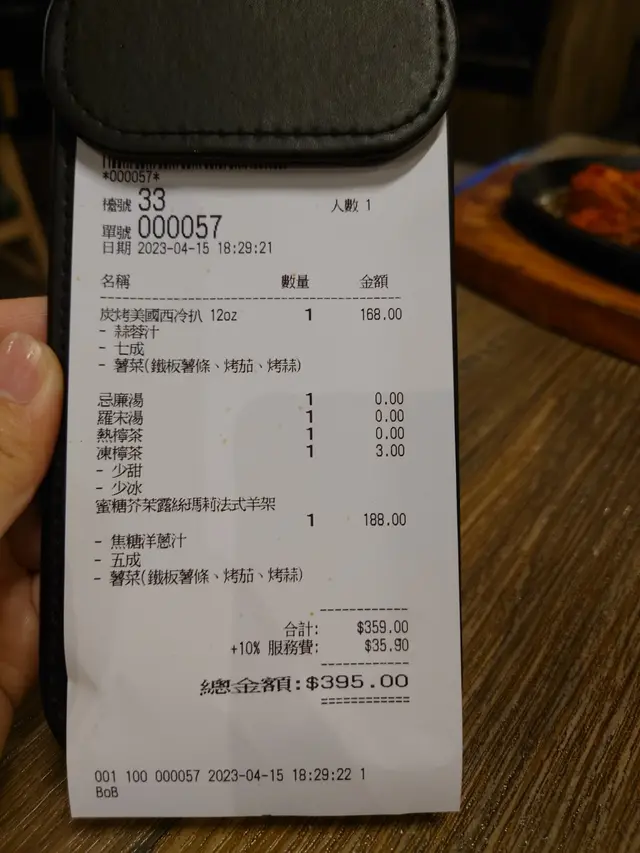 *000057*
檯號 33 人數 1
單號 000057
日期 2023-04-15 18:29:21
名稱 數量 金額
炭烤美國西冷扒 12oz 1 168.00
- 蒜蓉汁
- 七成
- 薯菜(鐵板薯條、烤茄、烤蒜)
忌廉湯 1 0.00
羅宋湯 1 0.00
熱檸茶 1 0.00
凍檸茶 1 3.00
- 少甜
- 少冰
蜜糖芥茉露絲瑪莉法式羊架
1 188.00
- 焦糖洋蔥汁
- 五成
- 薯菜(鐵板薯條、烤茄、烤蒜)
合計: $359.00
+10% 服務費: $35.90
總金額:$395.00
001 100 000057 2023-04-15 18:29:22 1
BoB